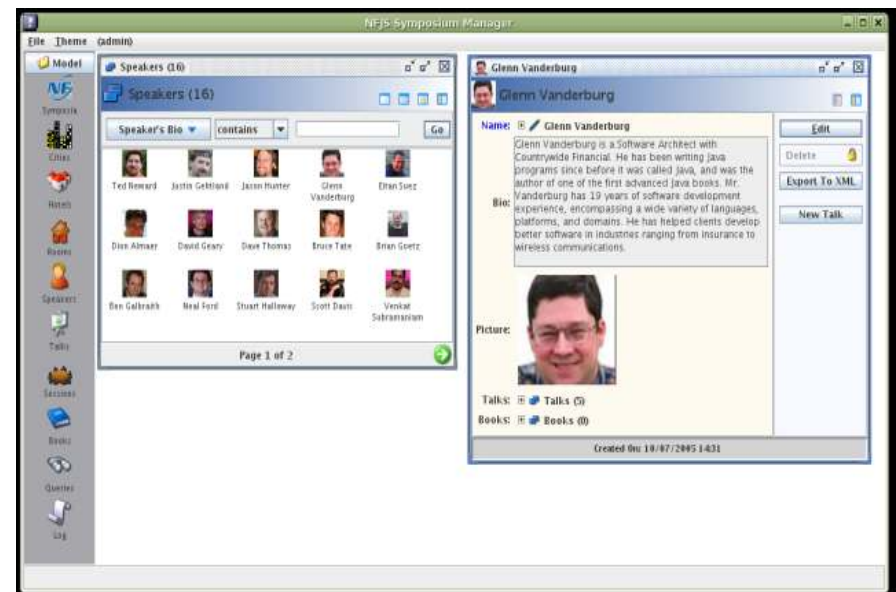 NFJS Symposium Manager
File Theme (admin)
Model
Symposia
Cities
Hotels
Rooms
Speakers
Talks
Sessions
Books
Queries
Log
Speakers (16)
Speakers (16)
Speaker's Bio contains Go
Ted Neward Justin Gehtland Jason Hunter Glenn Vanderburg Eitan Suez
Dion Almaer David Geary Dave Thomas Bruce Tate Brian Goetz
Ben Galbraith Neal Ford Stuart Halloway Scott Davis Venkat Subramaniam
Page 1 of 2
Glenn Vanderburg
Glenn Vanderburg
Name: Glenn Vanderburg
Bio:
Glenn Vanderburg is a Software Architect with
Countrywide Financial. He has been writing Java
programs since before it was called Java, and was the
author of one of the first advanced Java books. Mr.
Vanderburg has 19 years of software development
experience, encompassing a wide variety of languages,
platforms, and domains. He has helped clients develop
better software in industries ranging from insurance to
wireless communications.
Picture:
Talks: Talks (5)
Books: Books (0)
Edit
Delete
Export To XML
New Talk
Created On: 10/07/2005 14:31